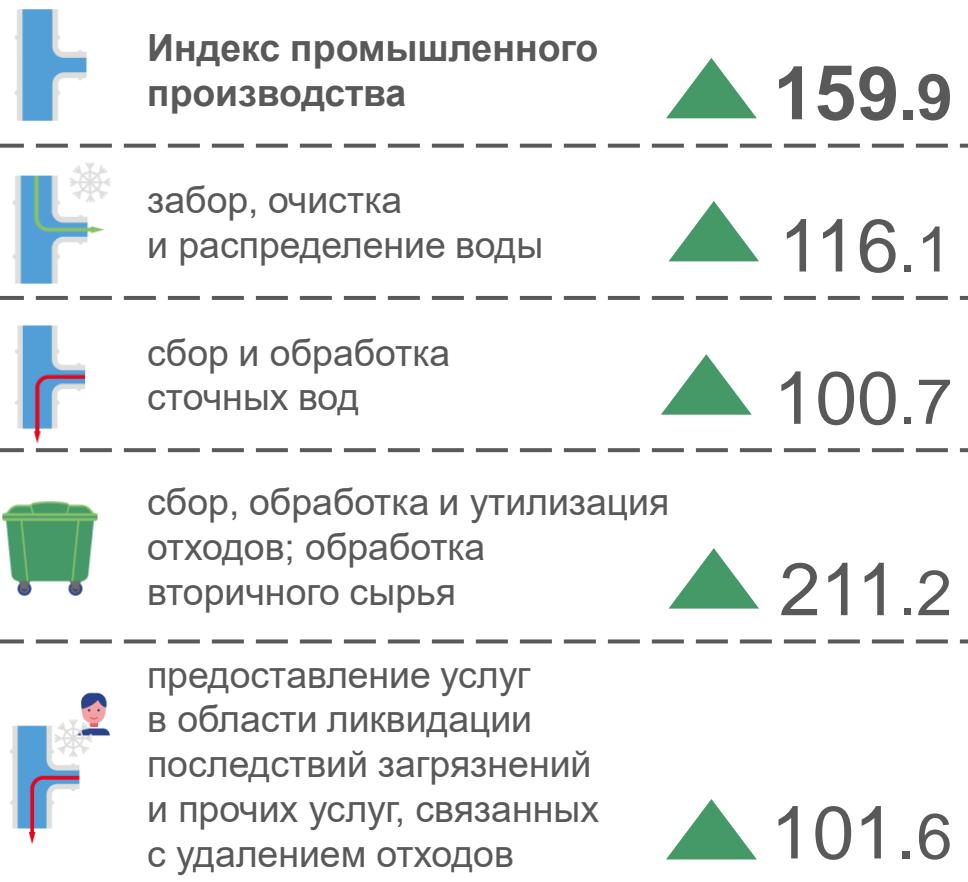 Индекс промышленного
производства
159.9
забор, очистка
и распределение воды
116.1
сбор и обработка
сточных вод
100.7
сбор, обработка и утилизация
отходов; обработка
вторичного сырья
211.2
предоставление услуг
в области ликвидации
последствий загрязнений
и прочих услуг, связанных
с удалением отходов
101.6